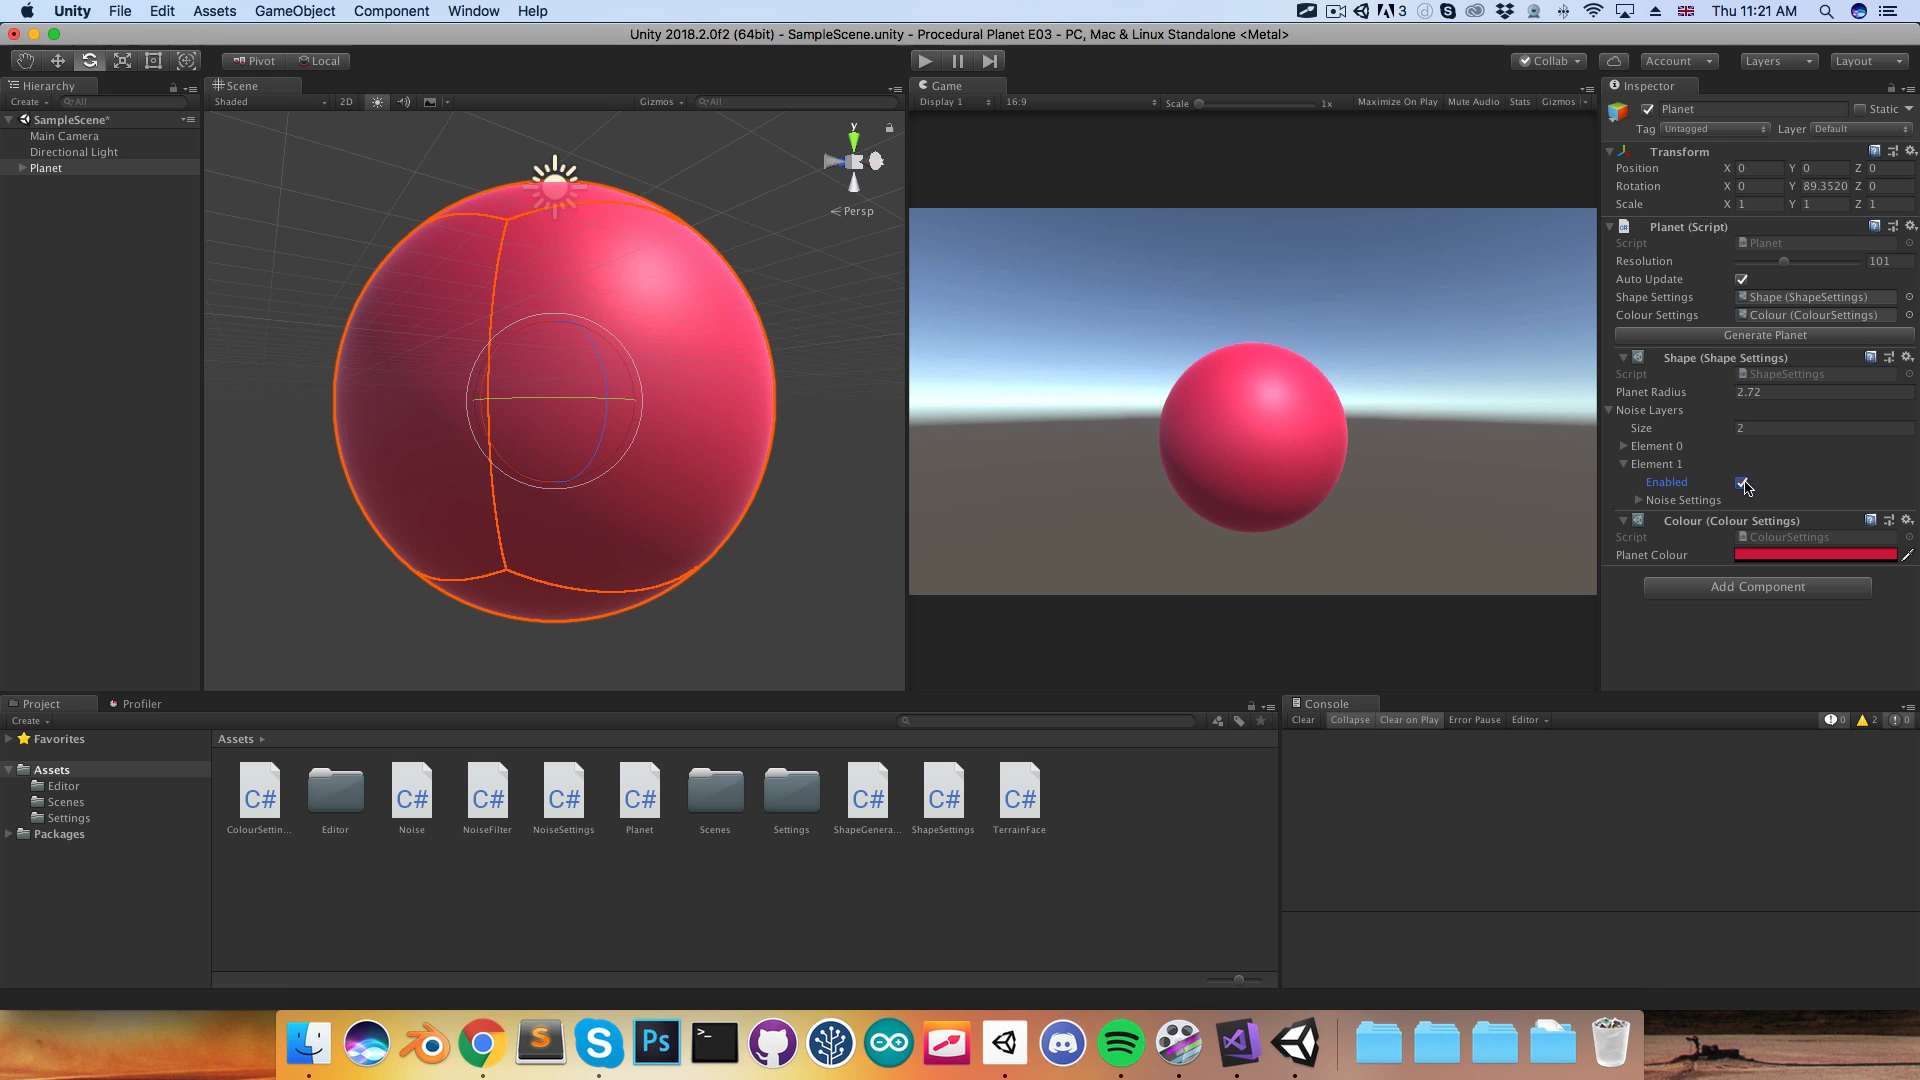 Unity File Edit Assets GameObject Component Window Help
3
Thu 11:21 AM
Unity 2018.2.0f2 (64bit) - SampleScene.unity - Procedural Planet E03 - PC, Mac & Linux Standalone <Metal>
Pivot Local
Collab Account Layers Layout
Hierarchy
Create All
SampleScene*
Main Camera
Directional Light
Planet
Scene
Shaded 2D Gizmos All
y
Persp
Game
Display 1 16:9 Scale 1x Maximize On Play Mute Audio Stats Gizmos
Inspector
Planet Static
Tag Untagged Layer Default
Transform
Position X 0 Y 0 Z 0
Rotation X 0 Y 89.3520 Z 0
Scale X 1 Y 1 Z 1
Planet (Script)
Script Planet
Resolution 101
Auto Update
Shape Settings Shape (ShapeSettings)
Colour Settings Colour (ColourSettings)
Generate Planet
Shape (Shape Settings)
Script ShapeSettings
Planet Radius 2.72
Noise Layers
Size 2
Element 0
Element 1
Enabled
Noise Settings
Colour (Colour Settings)
Script ColourSettings
Planet Colour
Add Component
Project Profiler
Create
Favorites
Assets
Editor
Scenes
Settings
Packages
Assets
C# C# C# C# C# C# C# C#
ColourSettin... Editor Noise NoiseFilter NoiseSettings Planet Scenes Settings ShapeGenera... ShapeSettings TerrainFace
Console
Clear Collapse Clear on Play Error Pause Editor 0 2 0
S
Ps